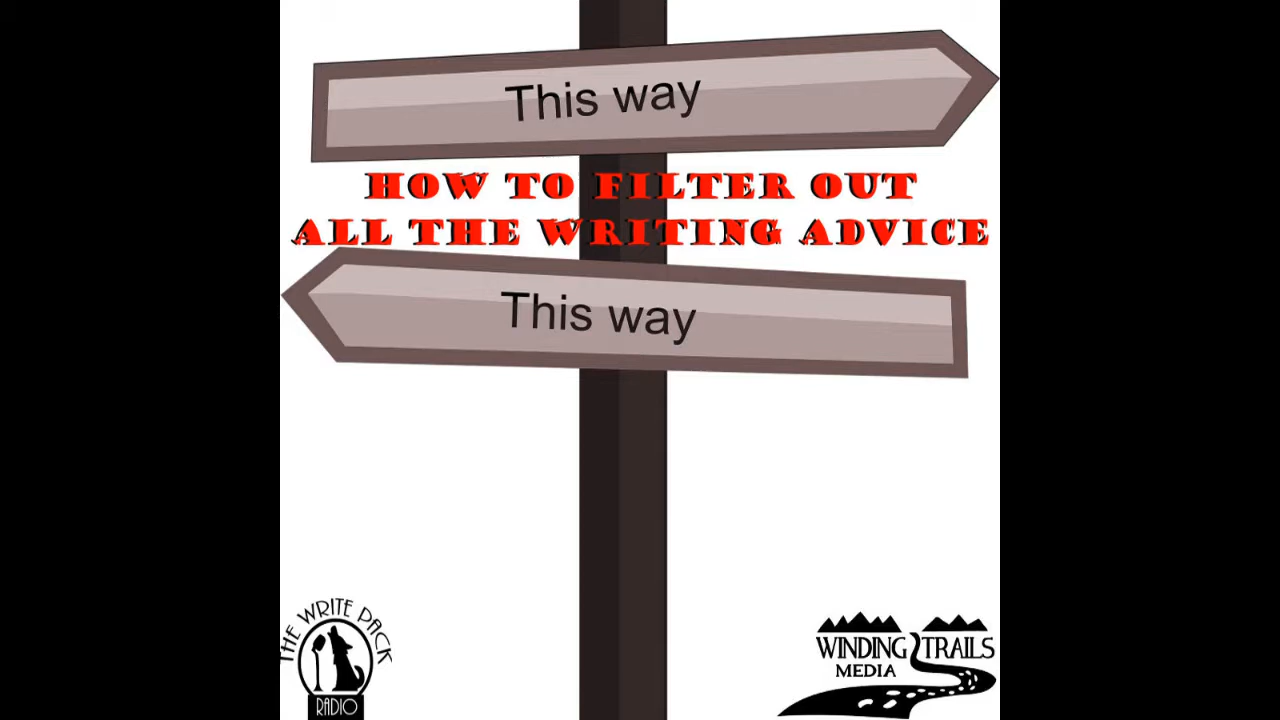 This way
HOW TO FILTER OUT
ALL THE WRITING ADVICE
This way
THE WRITE PACK
RADIO
WINDING TRAILS
MEDIA